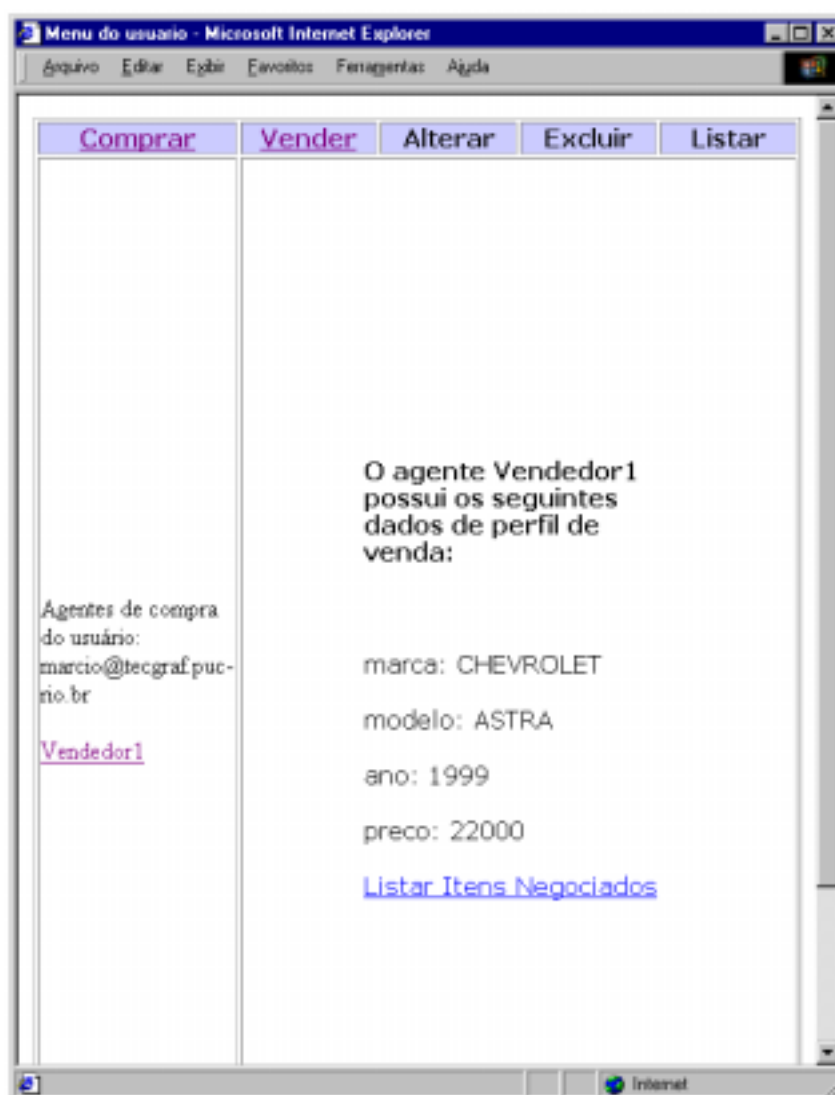 Menu do usuario - Microsoft Internet Explorer
Arquivo Editar Exibir Favoritos Ferramentas Ajuda
Comprar Vender Alterar Excluir Listar
O agente Vendedor1
possui os seguintes
dados de perfil de
venda:
Agentes de compra
do usuário:
marcio@tecgraf.puc-
rio.br
Vendedor1
marca: CHEVROLET
modelo: ASTRA
ano: 1999
preco: 22000
Listar Itens Negociados
Internet